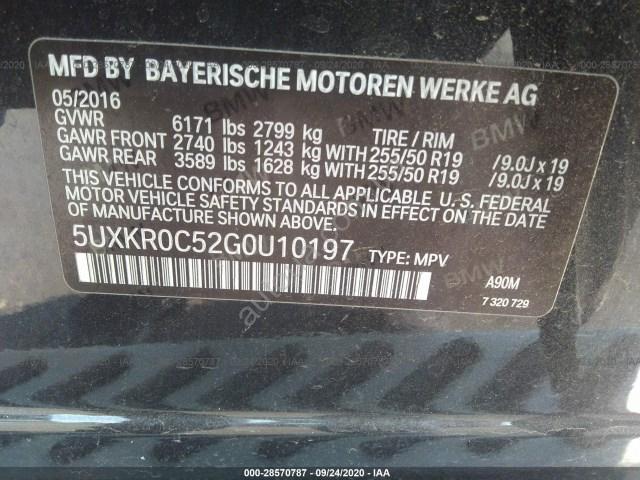 MFD BY BAYERISCHE MOTOREN WERKE AG
05/2016
GVWR 6171 lbs 2799 kg TIRE / RIM
GAWR FRONT 2740 lbs 1243 kg WITH 255/50 R19 /9.0J x 19
GAWR REAR 3589 lbs 1628 kg WITH 255/50 R19 /9.0J x 19
THIS VEHICLE CONFORMS TO ALL APPLICABLE U. S. FEDERAL
MOTOR VEHICLE SAFETY STANDARDS IN EFFECT ON THE DATE OF
MANUFACTURE SHOWN ABOVE.
5UXKR0C52G0U10197 TYPE: MPV
A90M
7 320 729
000-28570787 - 09/24/2020 - IAA